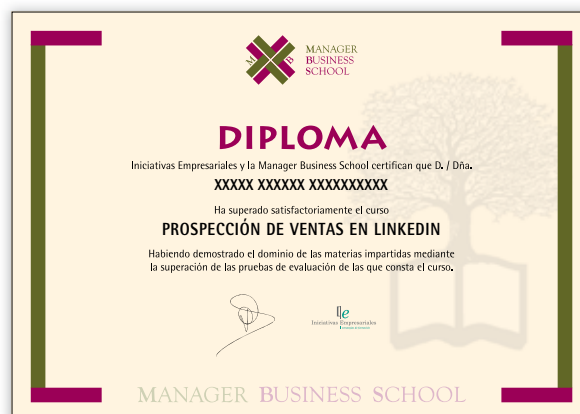 M B
MANAGER
BUSINESS
SCHOOL
DIPLOMA
Iniciativas Empresariales y la Manager Business School certifican que D. / Dña.
XXXXX XXXXXX XXXXXXXXXX
Ha superado satisfactoriamente el curso
PROSPECCIÓN DE VENTAS EN LINKEDIN
Habiendo demostrado el dominio de las materias impartidas mediante
la superación de las pruebas de evaluación de las que consta el curso.
Iniciativas Empresariales
MANAGER BUSINESS SCHOOL